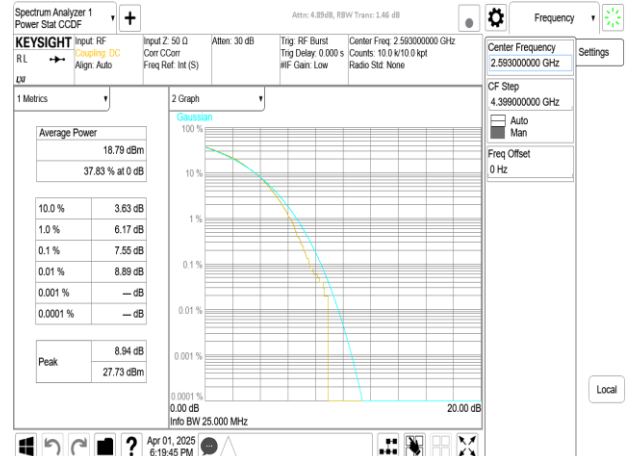 Spectrum Analyzer 1
Power Stat CCDF
Attn: 4.89dB, RBW Trans: 1.46 dB
Frequency
KEYSIGHT
RL
LXI
Input: RF
Coupling: DC
Align: Auto
Input Z: 50 Ω
Corr CCorr
Freq Ref: Int (S)
Atten: 30 dB
Trig: RF Burst
Trig Delay: 0.000 s
#IF Gain: Low
Center Freq: 2.593000000 GHz
Counts: 10.0 k/10.0 kpt
Radio Std: None
Center Frequency
2.593000000 GHz
Settings
CF Step
4.399000000 GHz
Auto
Man
Freq Offset
0 Hz
Local
1 Metrics
Average Power
18.79 dBm
37.83 % at 0 dB
10.0 % 3.63 dB
1.0 % 6.17 dB
0.1 % 7.55 dB
0.01 % 8.89 dB
0.001 % --- dB
0.0001 % --- dB
Peak
8.94 dB
27.73 dBm
2 Graph
Gaussian
100 %
10 %
1 %
0.1 %
0.01 %
0.001 %
0.0001 %
0.00 dB 20.00 dB
Info BW 25.000 MHz
?
Apr 01, 2025
6:19:45 PM